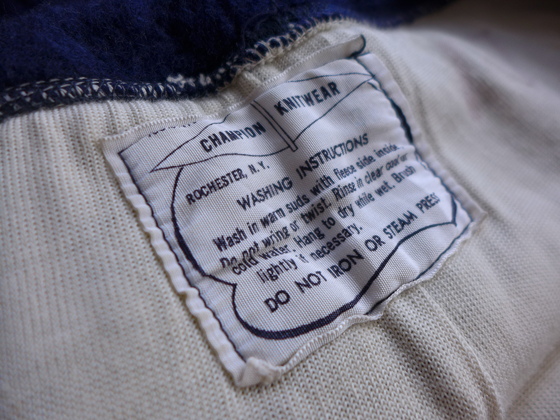 CHAMPION KNITWEAR
ROCHESTER, N.Y.
WASHING INSTRUCTIONS
Wash in warm suds with fleece side inside.
Do not wring or twist. Rinse in clear cool or
cold water. Hang to dry while wet. Brush
lightly if necessary.
DO NOT IRON OR STEAM PRESS